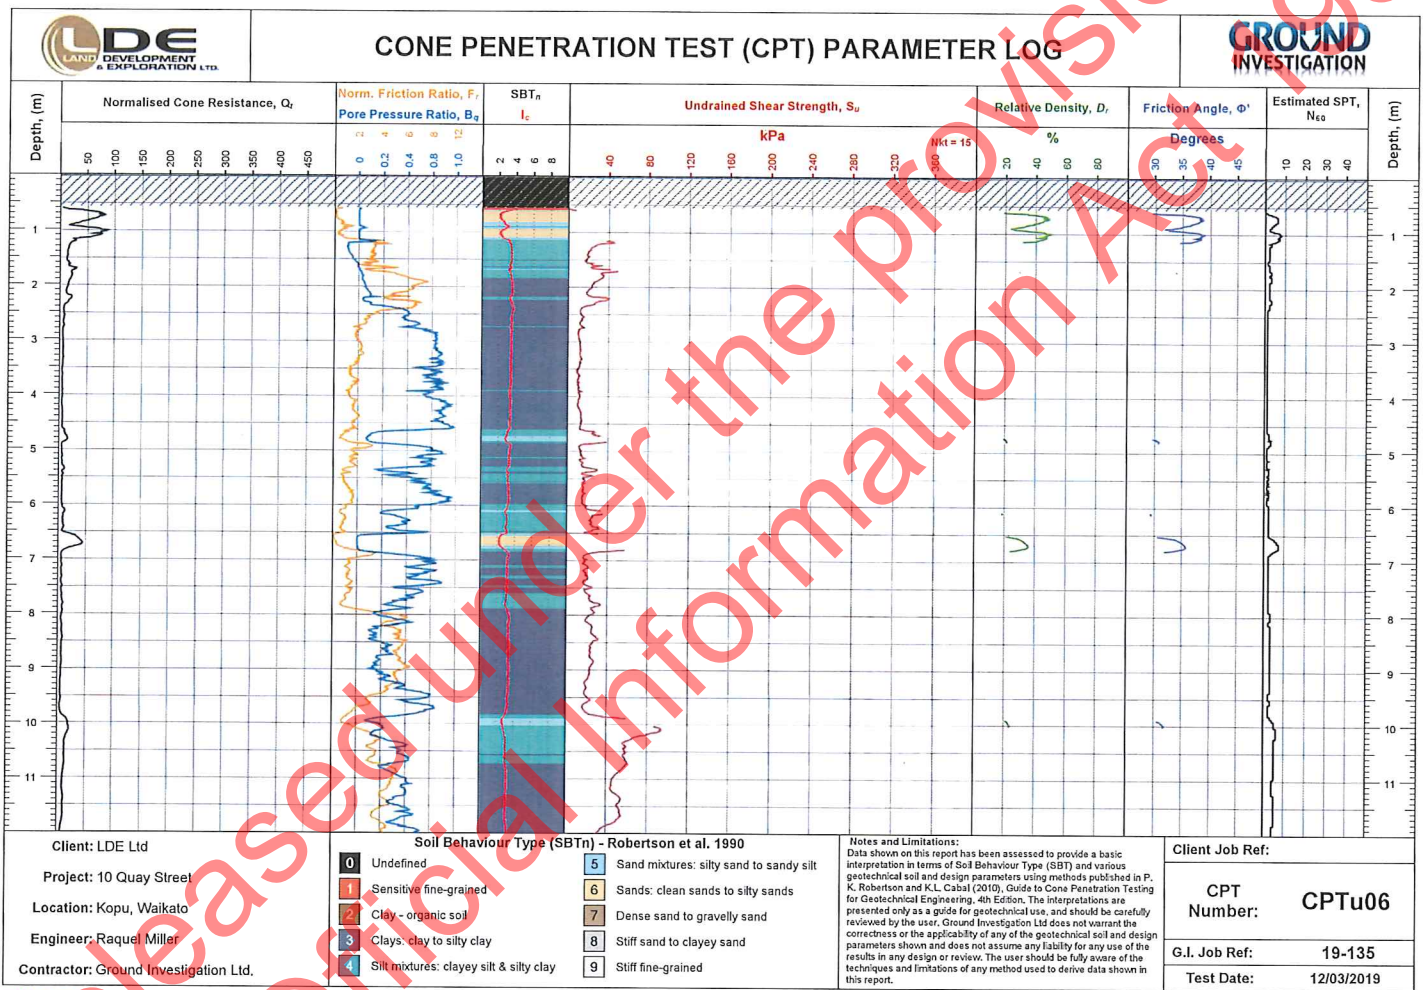 LDE
LAND DEVELOPMENT
& EXPLORATION LTD.
CONE PENETRATION TEST (CPT) PARAMETER LOG
GROUND
INVESTIGATION
Depth, (m)
Normalised Cone Resistance, Qt
50 100 150 200 250 300 350 400 450
Norm. Friction Ratio, Fr
Pore Pressure Ratio, Bq
2 4 6 8 10 12
0 0.2 0.4 0.6 0.8 1.0
SBTn
Ic
2 4 6 8
Undrained Shear Strength, Su
kPa
Nkt = 15
40 80 120 160 200 240 280 320 360
Relative Density, Dr
%
20 40 60 80
Friction Angle, Φ'
Degrees
30 35 40 45
Estimated SPT,
N60
10 20 30 40
Depth, (m)
1 1
2 2
3 3
4 4
5 5
6 6
7 7
8 8
9 9
10 10
11 11
Released under the provisions
Official Information Act
Client: LDE Ltd
Project: 10 Quay Street
Location: Kopu, Waikato
Engineer: Raquel Miller
Contractor: Ground Investigation Ltd.
Soil Behaviour Type (SBTn) - Robertson et al. 1990
0 Undefined
1 Sensitive fine-grained
2 Clay - organic soil
3 Clays: clay to silty clay
4 Silt mixtures: clayey silt & silty clay
5 Sand mixtures: silty sand to sandy silt
6 Sands: clean sands to silty sands
7 Dense sand to gravelly sand
8 Stiff sand to clayey sand
9 Stiff fine-grained
Notes and Limitations:
Data shown on this report has been assessed to provide a basic
interpretation in terms of Soil Behaviour Type (SBT) and various
geotechnical soil and design parameters using methods published in P.
K. Robertson and K.L. Cabal (2010), Guide to Cone Penetration Testing
for Geotechnical Engineering, 4th Edition. The interpretations are
presented only as a guide for geotechnical use, and should be carefully
reviewed by the user. Ground Investigation Ltd does not warrant the
correctness or the applicability of any of the geotechnical soil and design
parameters shown and does not assume any liability for any use of the
results in any design or review. The user should be fully aware of the
techniques and limitations of any method used to derive data shown in
this report.
Client Job Ref:
CPT
Number:
CPTu06
G.I. Job Ref: 19-135
Test Date: 12/03/2019